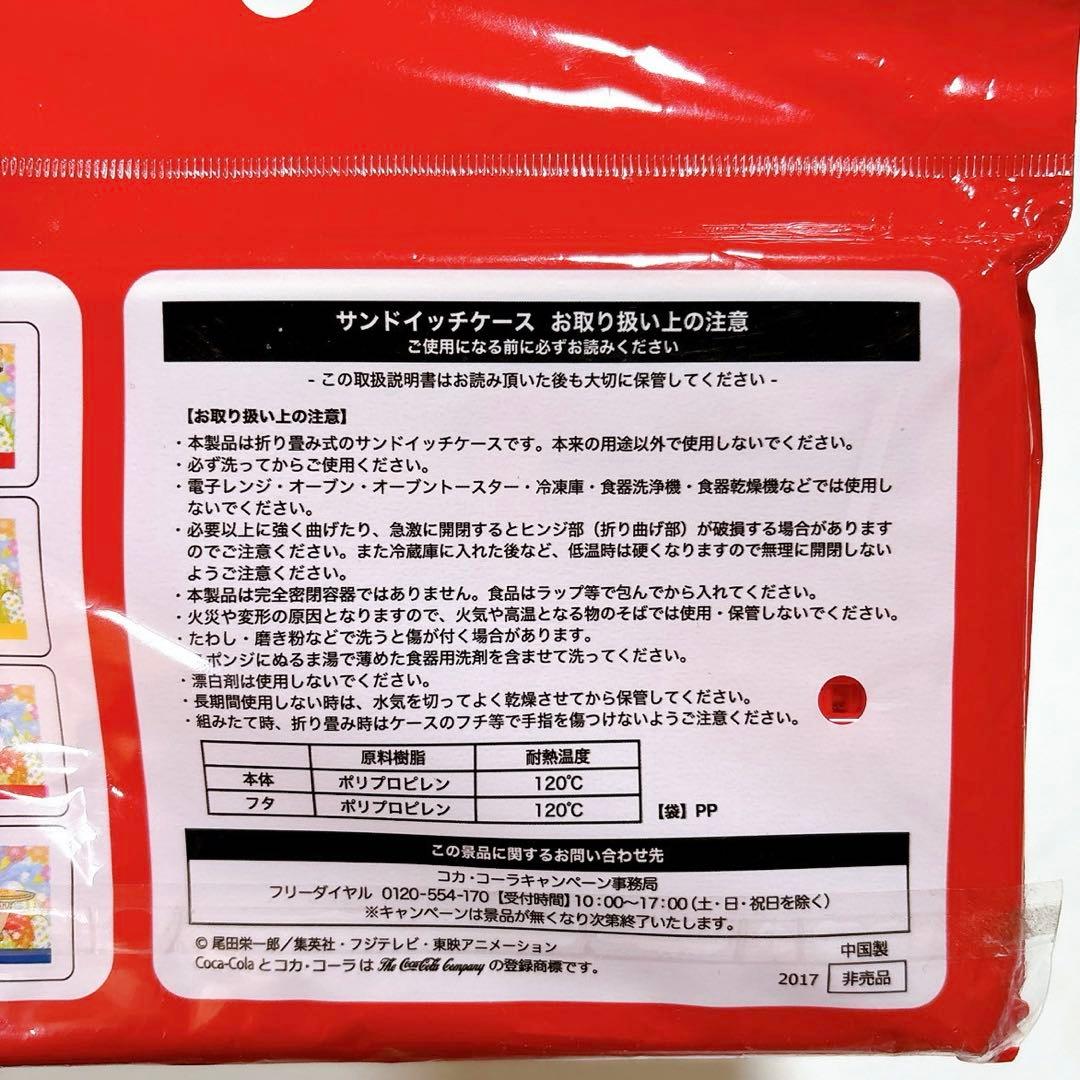 サンドイッチケース お取り扱い上の注意
ご使用になる前に必ずお読みください
- この取扱説明書はお読み頂いた後も大切に保管してください -
【お取り扱い上の注意】
・本製品は折り畳み式のサンドイッチケースです。本来の用途以外で使用しないでください。
・必ず洗ってからご使用ください。
・電子レンジ・オーブン・オーブントースター・冷凍庫・食器洗浄機・食器乾燥機などでは使用し
ないでください。
・必要以上に強く曲げたり、急激に開閉するとヒンジ部（折り曲げ部）が破損する場合があります
のでご注意ください。また冷蔵庫に入れた後など、低温時は硬くなりますので無理に開閉しない
ようご注意ください。
・本製品は完全密閉容器ではありません。食品はラップ等で包んでから入れてください。
・火災や変形の原因となりますので、火気や高温となる物のそばでは使用・保管しないでください。
・たわし・磨き粉などで洗うと傷が付く場合があります。
ポンジにぬるま湯で薄めた食器用洗剤を含ませて洗ってください。
・漂白剤は使用しないでください。
・長期間使用しない時は、水気を切ってよく乾燥させてから保管してください。
・組みたて時、折り畳み時はケースのフチ等で手指を傷つけないようご注意ください。
原料樹脂 耐熱温度
本体 ポリプロピレン 120℃
フタ ポリプロピレン 120℃
【袋】PP
この景品に関するお問い合わせ先
コカ・コーラキャンペーン事務局
フリーダイヤル 0120-554-170【受付時間】10：00〜17：00（土・日・祝日を除く）
※キャンペーンは景品が無くなり次第終了いたします。
© 尾田栄一郎／集英社・フジテレビ・東映アニメーション
Coca-Cola とコカ・コーラは The Coca-Cola Company の登録商標です。
中国製
2017 非売品